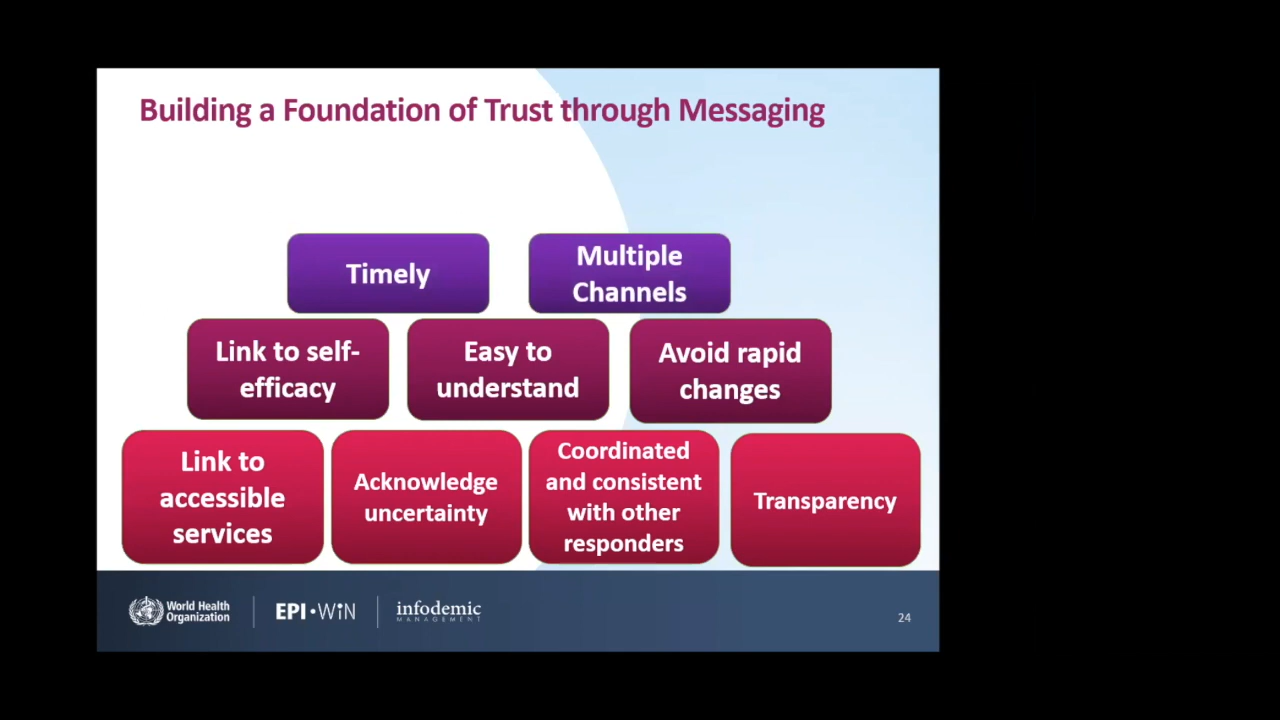 Building a Foundation of Trust through Messaging
Timely
Multiple
Channels
Link to self-
efficacy
Easy to
understand
Avoid rapid
changes
Link to
accessible
services
Acknowledge
uncertainty
Coordinated
and consistent
with other
responders
Transparency
World Health
Organization
EPI•WiN
infodemic
MANAGEMENT
24